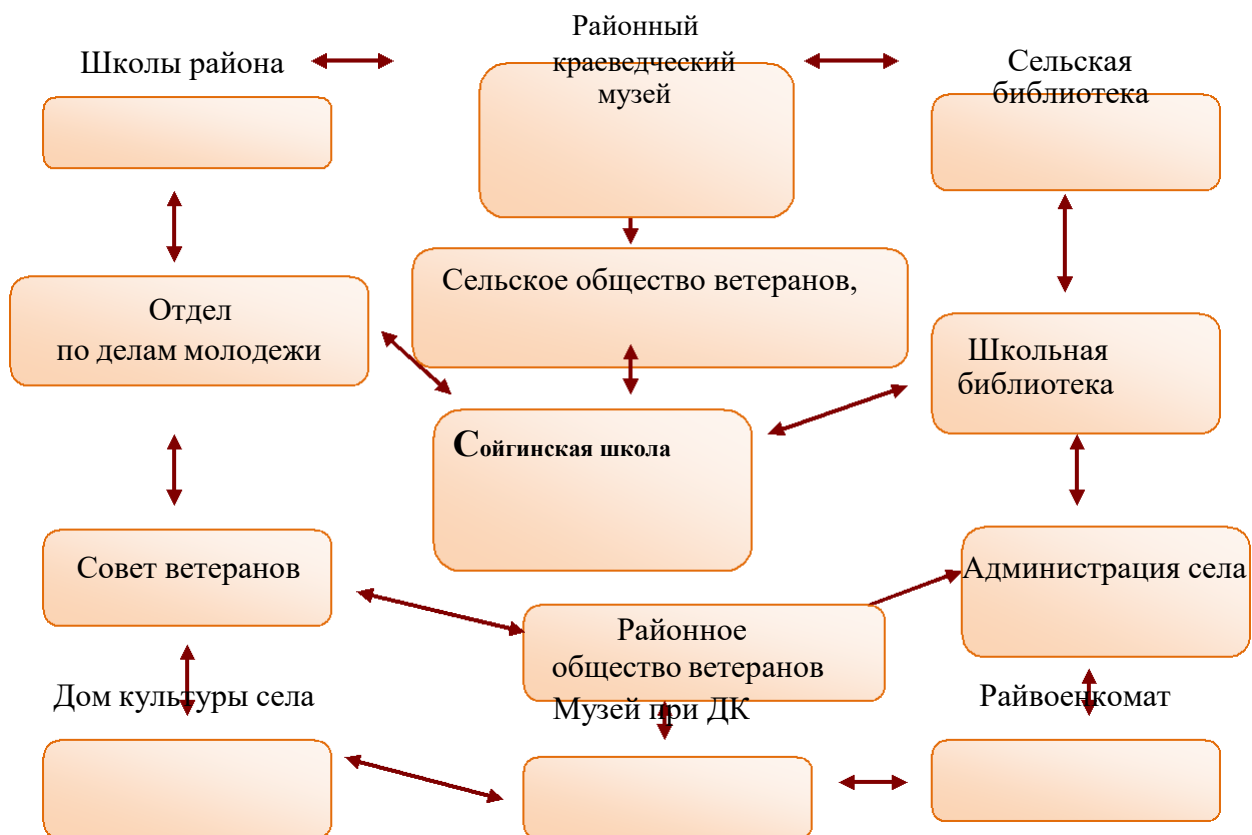 Школы района
Районный
краеведческий
музей
Сельская
библиотека
Отдел
по делам молодежи
Сельское общество ветеранов,
Школьная
библиотека
Сойгинская школа
Совет ветеранов
Районное
общество ветеранов
Администрация села
Дом культуры села
Музей при ДК
Райвоенкомат